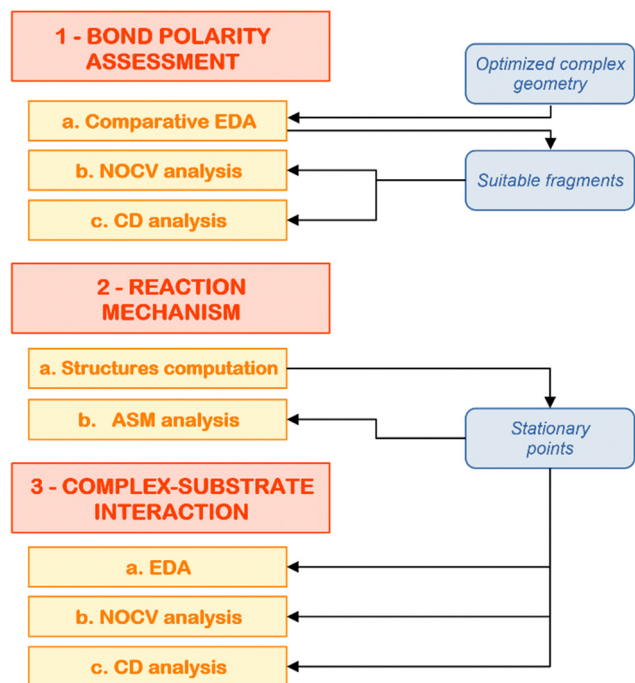 1 - BOND POLARITY
ASSESSMENT
Optimized complex
geometry
a. Comparative EDA
b. NOCV analysis
Suitable fragments
c. CD analysis
2 - REACTION
MECHANISM
a. Structures computation
b. ASM analysis
Stationary
points
3 - COMPLEX-SUBSTRATE
INTERACTION
a. EDA
b. NOCV analysis
c. CD analysis